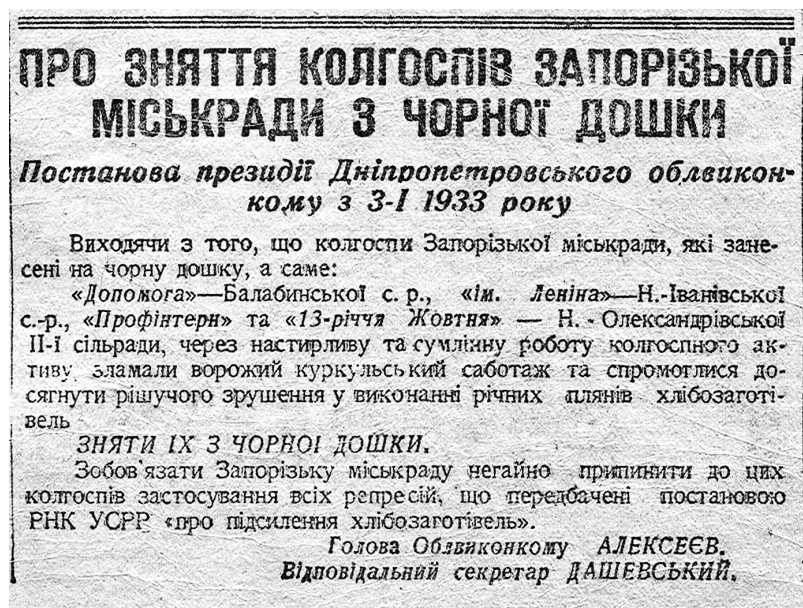 ПРО ЗНЯТТЯ КОЛГОСПІВ ЗАПОРІЗЬКОЇ
МІСЬКРАДИ З ЧОРНОЇ ДОШКИ
Постанова президії Дніпропетровського облвикон-
кому з 3-І 1933 року
Виходячи з того, що колгоспи Запорізької міськради, які зане-
сені на чорну дошку, а саме:
«Допомога»—Балабинської с. р., «ім. Леніна»—Н.-Іванівської
с.-р., «Профінтерн» та «13-річчя Жовтня» — Н. - Олександрівської
ІІ-ї сільради, через настирливу та сумлінну роботу колгоспного ак-
тиву зламали ворожий куркульський саботаж та спромоглися до-
сягнути рішучого зрушення у виконанні річних плянів хлібозаготі-
вель
ЗНЯТИ ЇХ З ЧОРНОЇ ДОШКИ.
Зобов'язати Запорізьку міськраду негайно припинити до цих
колгоспів застосування всіх репресій, що передбачені постановою
РНК УСРР «про підсилення хлібозаготівель».
Голова Облвиконкому АЛЕКСЕЄВ.
Відповідальний секретар ДАШЕВСЬКИЙ.